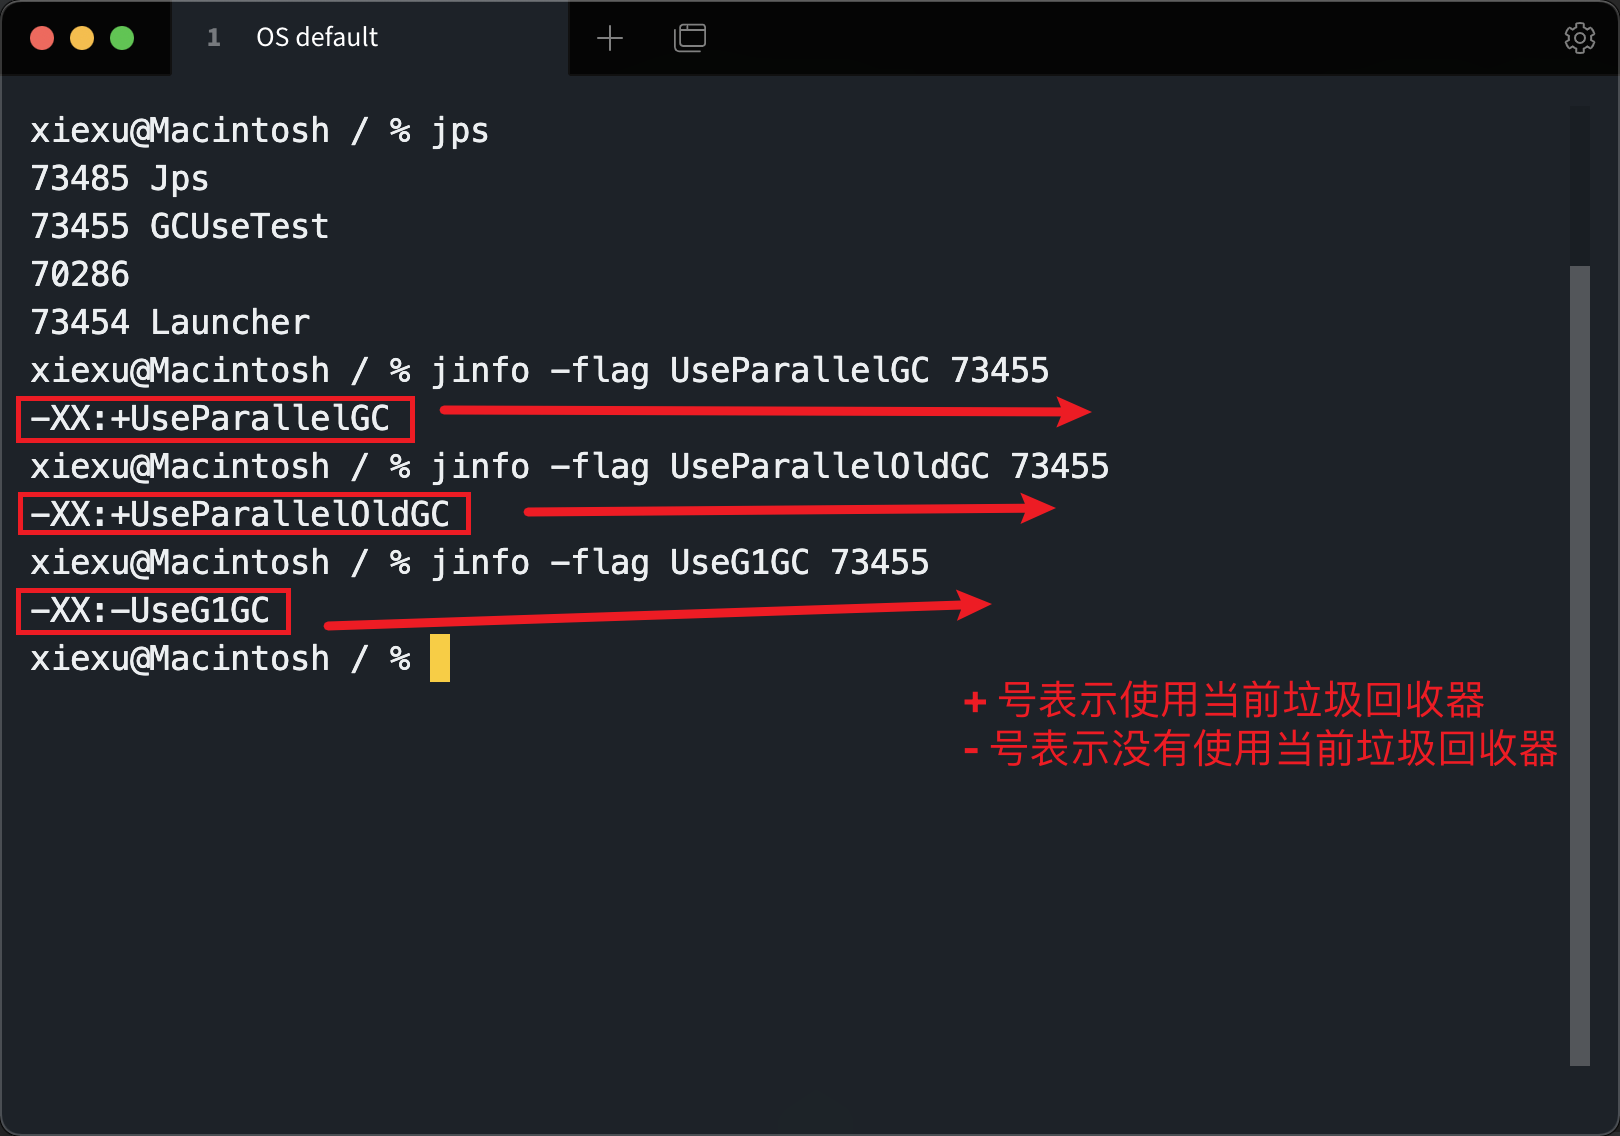 1 OS default
xiexu@Macintosh / % jps
73485 Jps
73455 GCUseTest
70286
73454 Launcher
xiexu@Macintosh / % jinfo -flag UseParallelGC 73455
-XX:+UseParallelGC
xiexu@Macintosh / % jinfo -flag UseParallelOldGC 73455
-XX:+UseParallelOldGC
xiexu@Macintosh / % jinfo -flag UseG1GC 73455
-XX:-UseG1GC
xiexu@Macintosh / %
+ 号表示使用当前垃圾回收器
- 号表示没有使用当前垃圾回收器